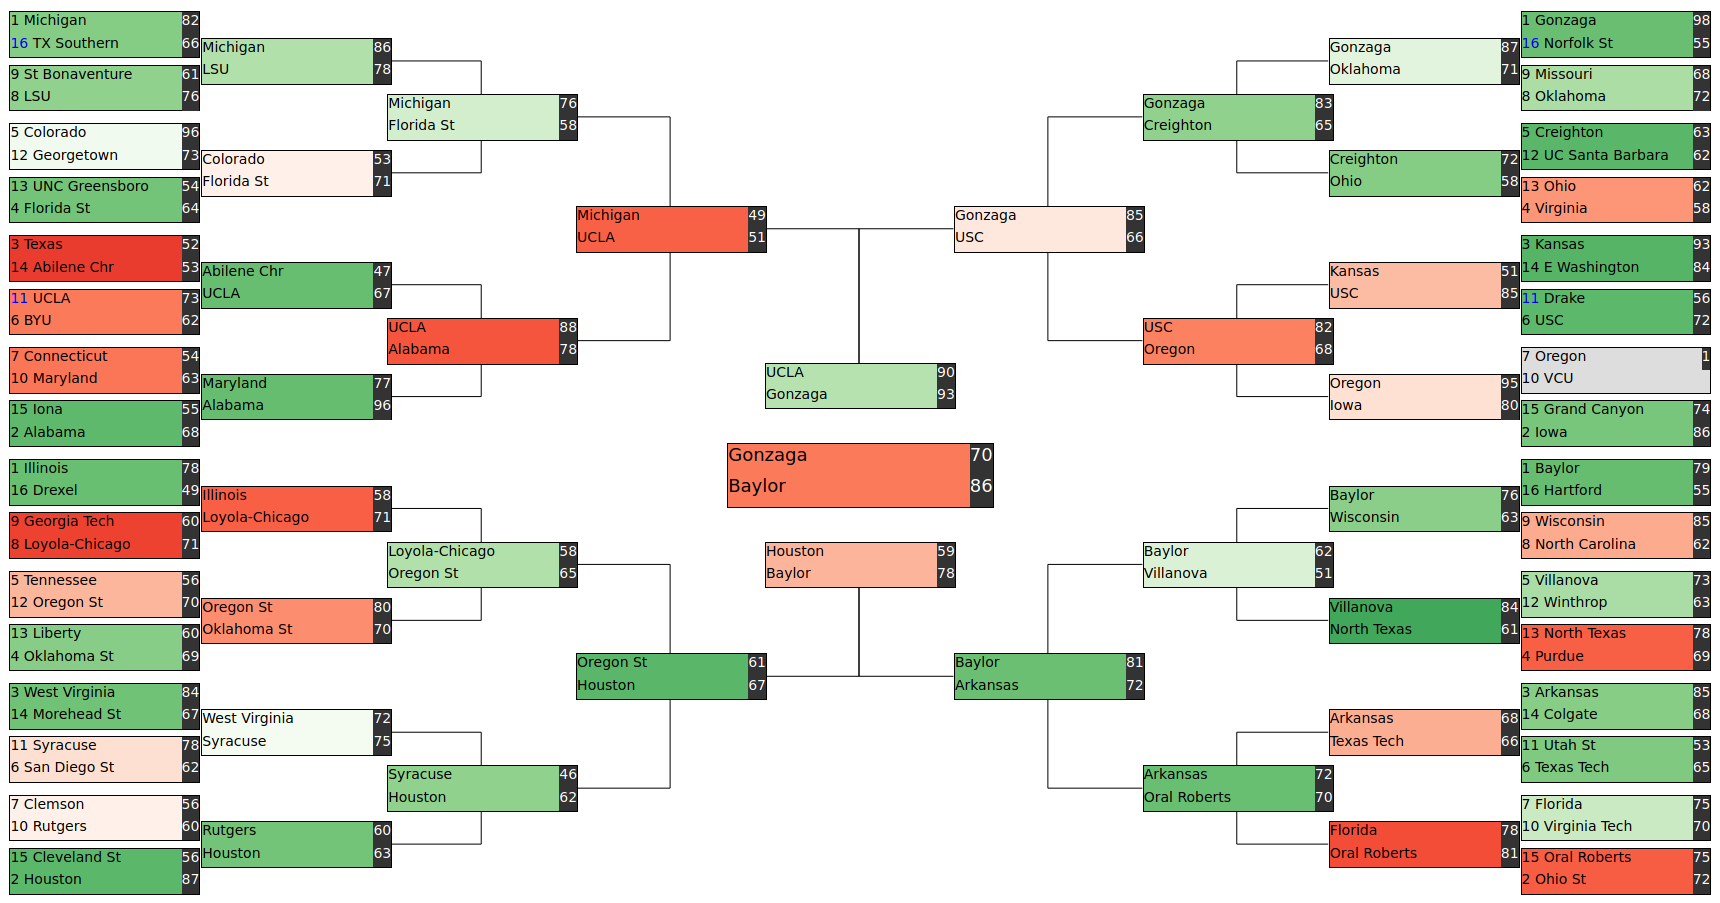 1 Michigan 82
16 TX Southern 66
9 St Bonaventure 61
8 LSU 76
5 Colorado 96
12 Georgetown 73
13 UNC Greensboro 54
4 Florida St 64
3 Texas 52
14 Abilene Chr 53
11 UCLA 73
6 BYU 62
7 Connecticut 54
10 Maryland 63
15 Iona 55
2 Alabama 68
1 Illinois 78
16 Drexel 49
9 Georgia Tech 60
8 Loyola-Chicago 71
5 Tennessee 56
12 Oregon St 70
13 Liberty 60
4 Oklahoma St 69
3 West Virginia 84
14 Morehead St 67
11 Syracuse 78
6 San Diego St 62
7 Clemson 56
10 Rutgers 60
15 Cleveland St 56
2 Houston 87
Michigan 86
LSU 78
Colorado 53
Florida St 71
Abilene Chr 47
UCLA 67
Maryland 77
Alabama 96
Illinois 58
Loyola-Chicago 71
Oregon St 80
Oklahoma St 70
West Virginia 72
Syracuse 75
Rutgers 60
Houston 63
Michigan 76
Florida St 58
UCLA 88
Alabama 78
Loyola-Chicago 58
Oregon St 65
Syracuse 46
Houston 62
Michigan 49
UCLA 51
Oregon St 61
Houston 67
UCLA 90
Gonzaga 93
Gonzaga 70
Baylor 86
Houston 59
Baylor 78
Gonzaga 85
USC 66
Baylor 81
Arkansas 72
Gonzaga 83
Creighton 65
USC 82
Oregon 68
Baylor 62
Villanova 51
Arkansas 72
Oral Roberts 70
Gonzaga 87
Oklahoma 71
Creighton 72
Ohio 58
Kansas 51
USC 85
Oregon 95
Iowa 80
Baylor 76
Wisconsin 63
Villanova 84
North Texas 61
Arkansas 68
Texas Tech 66
Florida 78
Oral Roberts 81
1 Gonzaga 98
16 Norfolk St 55
9 Missouri 68
8 Oklahoma 72
5 Creighton 63
12 UC Santa Barbara 62
13 Ohio 62
4 Virginia 58
3 Kansas 93
14 E Washington 84
11 Drake 56
6 USC 72
7 Oregon 1
10 VCU
15 Grand Canyon 74
2 Iowa 86
1 Baylor 79
16 Hartford 55
9 Wisconsin 85
8 North Carolina 62
5 Villanova 73
12 Winthrop 63
13 North Texas 78
4 Purdue 69
3 Arkansas 85
14 Colgate 68
11 Utah St 53
6 Texas Tech 65
7 Florida 75
10 Virginia Tech 70
15 Oral Roberts 75
2 Ohio St 72